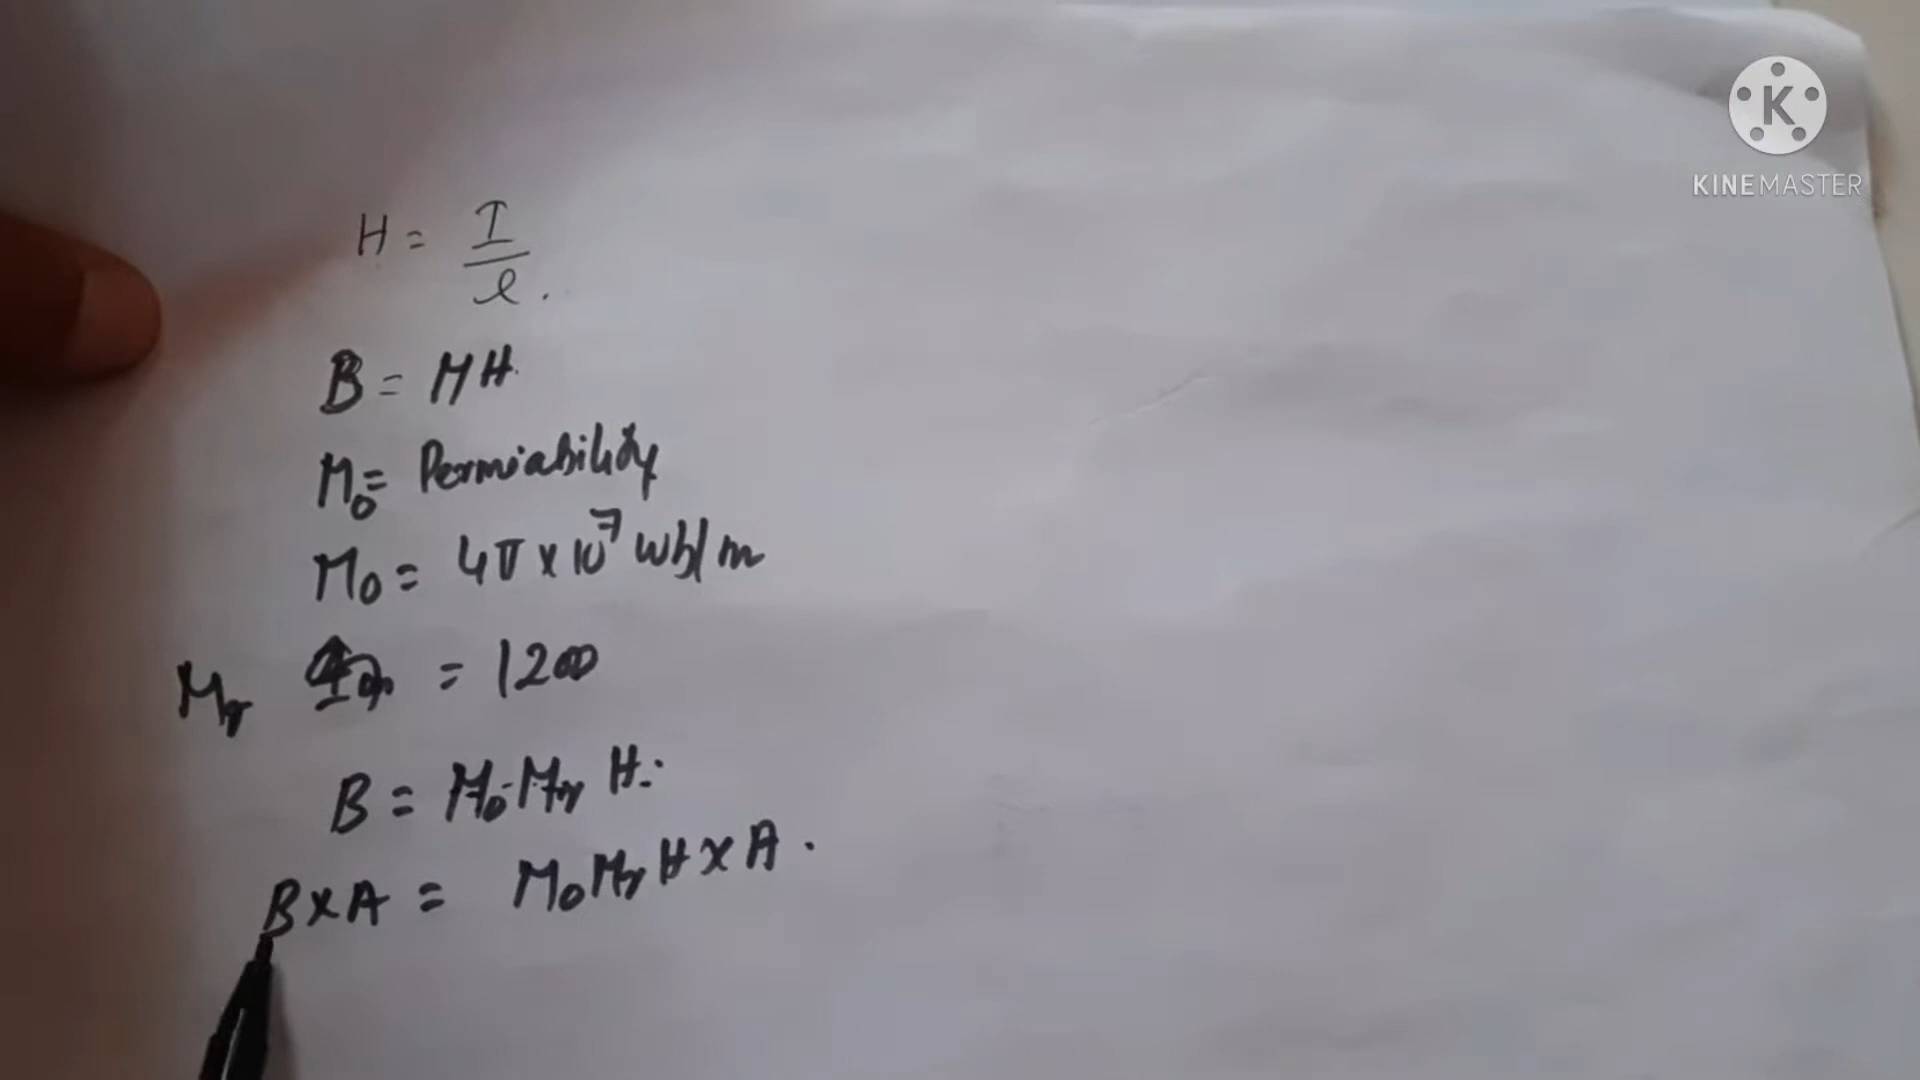 K
KINEMASTER
H = I/l.
B = μH.
μ0= Permiability
μ0 = 4π × 10^-7 wb/m
μr = 1200
B = μ0 μr H.
B×A = μ0 μr H × A.